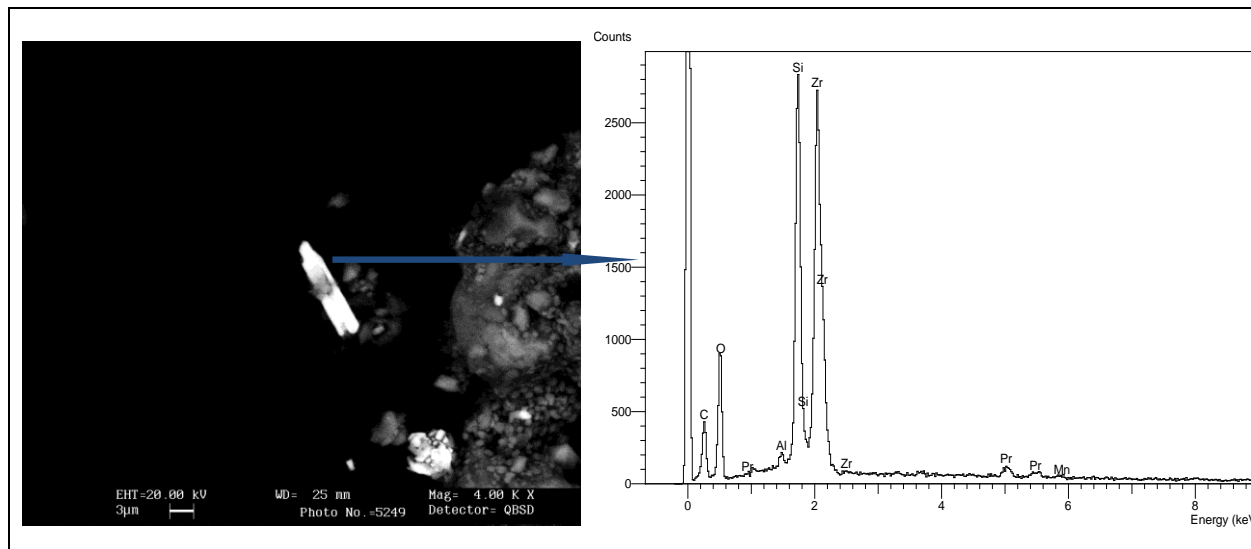 EHT=20.00 kV WD= 25 mm Mag= 4.00 K X
3µm Photo No.=5249 Detector= QBSD
Counts
2500
2000
1500
1000
500
0
Si
Zr
Zr
O
Si
C
Al
Pr
Zr
Pr
Pr
Mn
0 2 4 6 8
Energy (ke